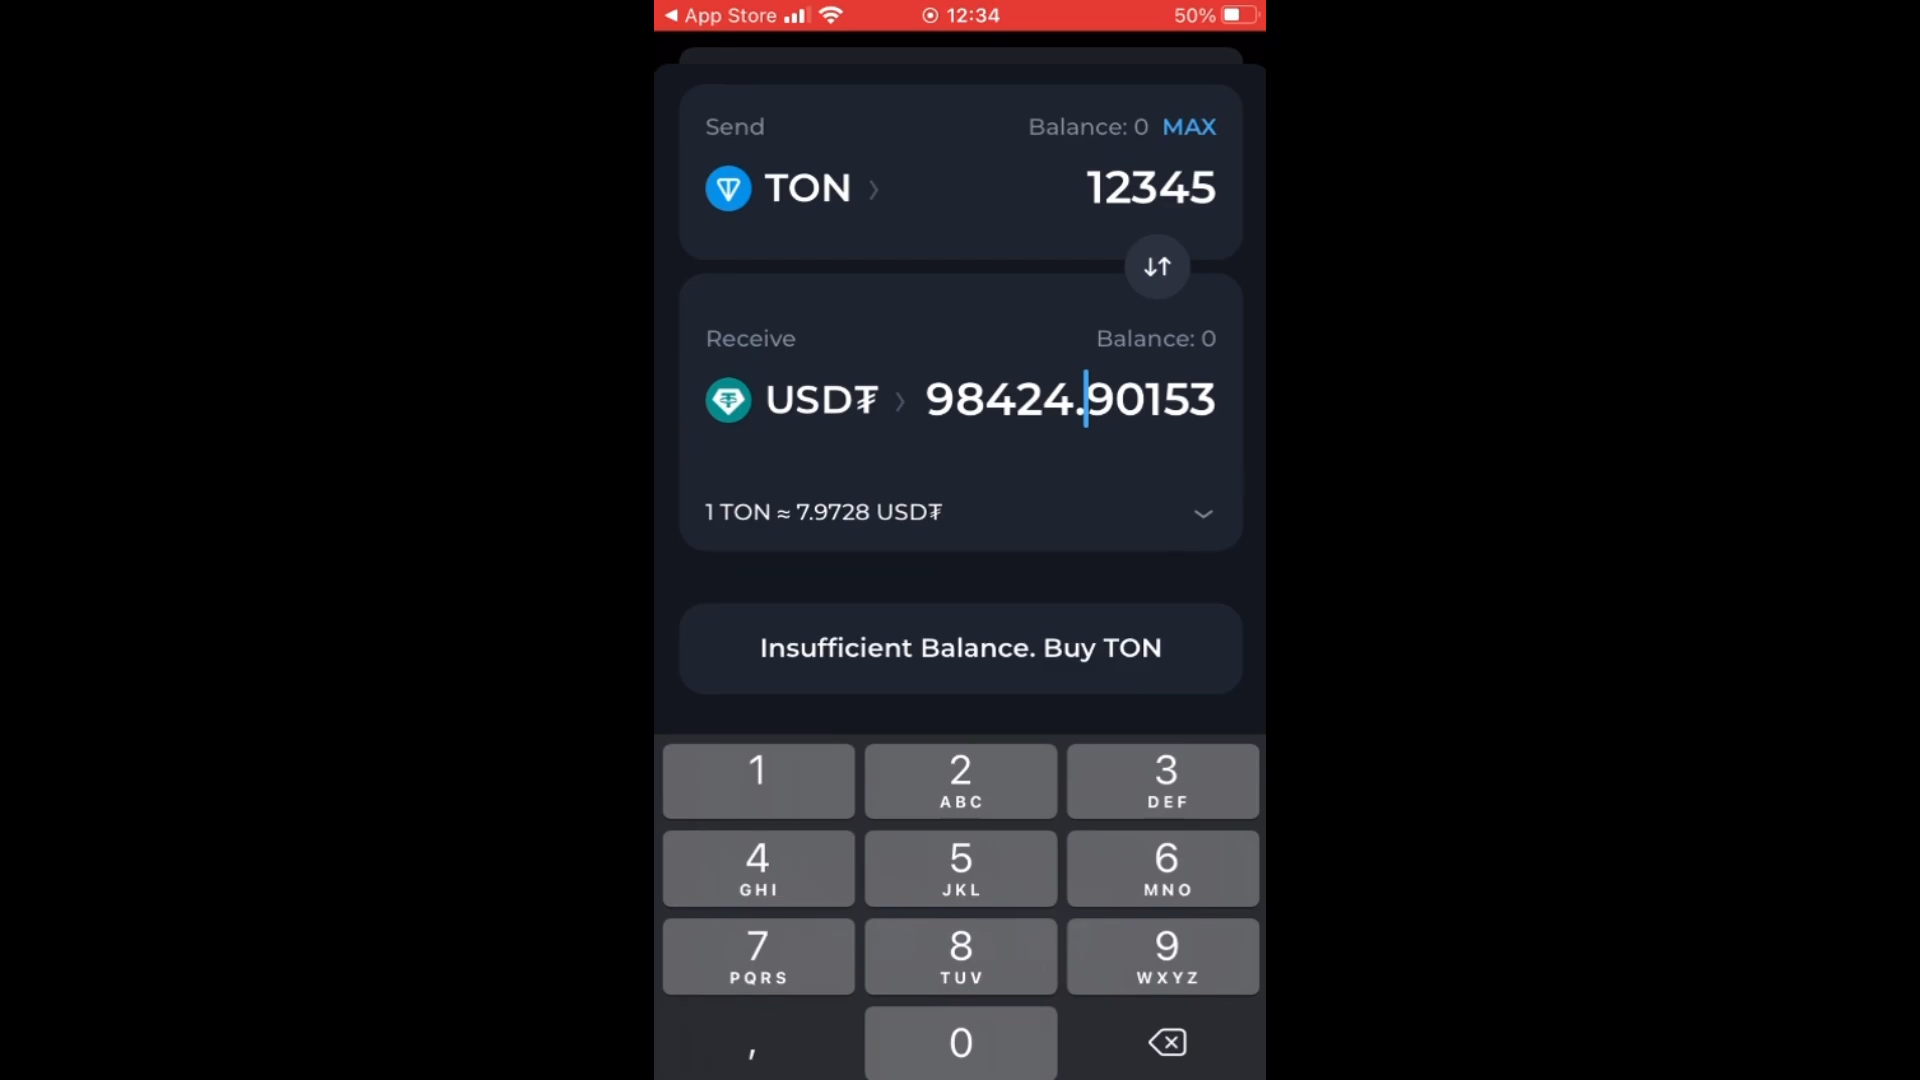 App Store 12:34 50%
Send Balance: 0 MAX
TON 12345
Receive Balance: 0
USD₮ 98424.90153
1 TON ≈ 7.9728 USD₮
Insufficient Balance. Buy TON
1 2 3
ABC DEF
4 5 6
GHI JKL MNO
7 8 9
PQRS TUV WXYZ
, 0